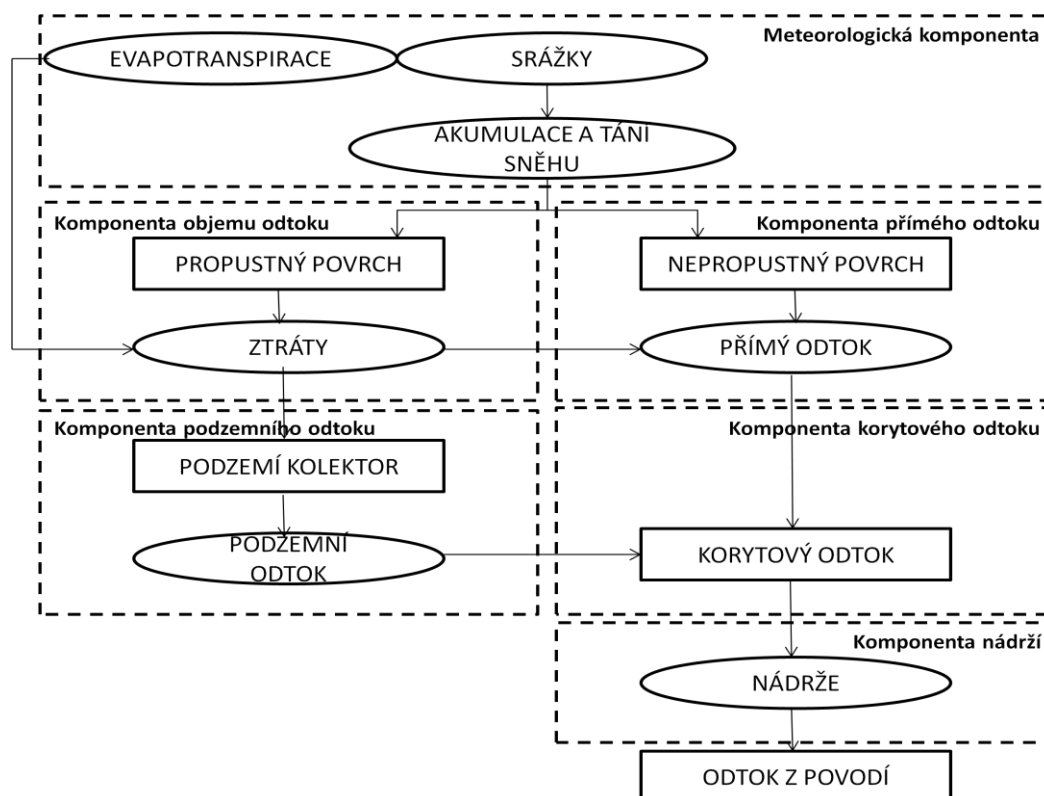 Meteorologická komponenta
EVAPOTRANSPIRACE
SRÁŽKY
AKUMULACE A TÁNÍ
SNĚHU
Komponenta objemu odtoku
Komponenta přímého odtoku
PROPUSTNÝ POVRCH
NEPROPUSTNÝ POVRCH
ZTRÁTY
PŘÍMÝ ODTOK
Komponenta podzemního odtoku
Komponenta korytového odtoku
PODZEMÍ KOLEKTOR
PODZEMNÍ
ODTOK
KORYTOVÝ ODTOK
Komponenta nádrží
NÁDRŽE
ODTOK Z POVODÍ